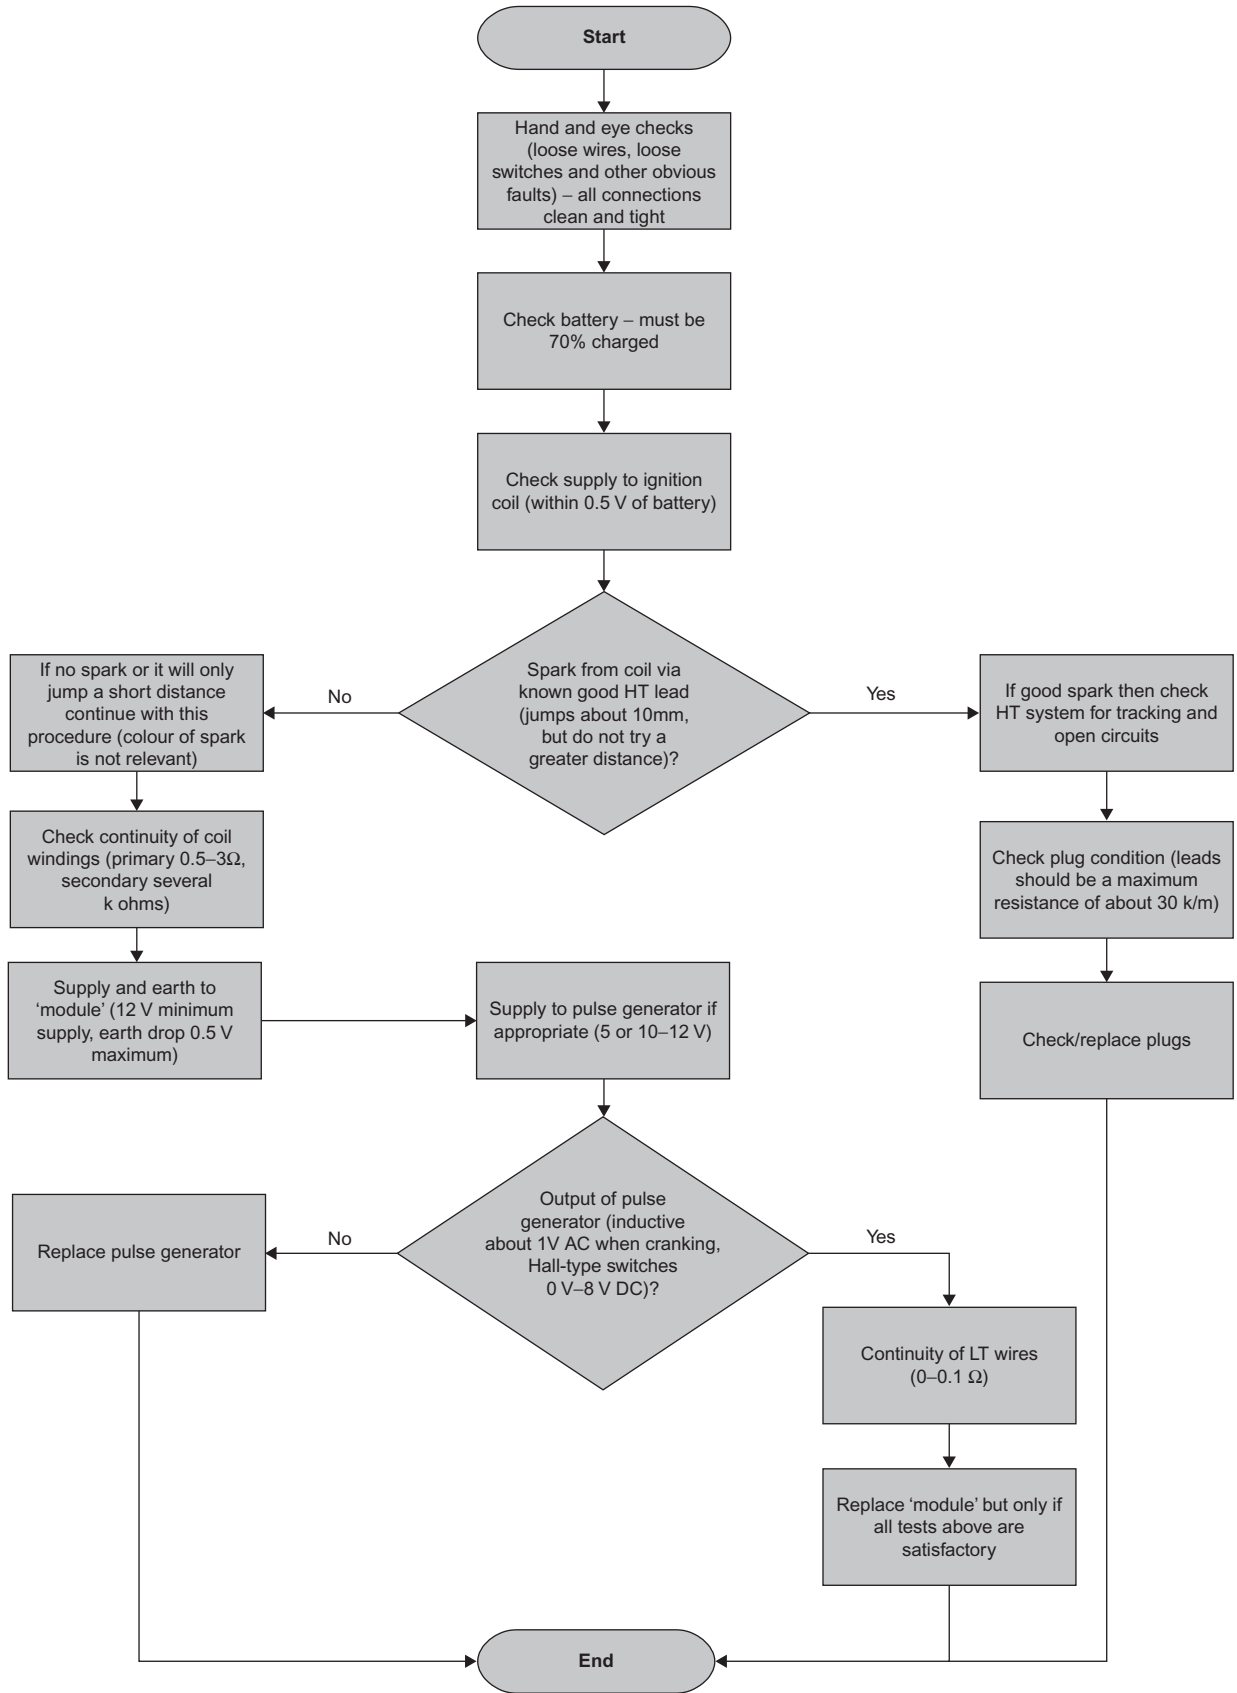 Start
Hand and eye checks
(loose wires, loose
switches and other obvious
faults) – all connections
clean and tight
Check battery – must be
70% charged
Check supply to ignition
coil (within 0.5 V of battery)
Spark from coil via
known good HT lead
(jumps about 10mm,
but do not try a
greater distance)?
No
Yes
If no spark or it will only
jump a short distance
continue with this
procedure (colour of spark
is not relevant)
If good spark then check
HT system for tracking and
open circuits
Check continuity of coil
windings (primary 0.5–3Ω,
secondary several
k ohms)
Check plug condition (leads
should be a maximum
resistance of about 30 k/m)
Supply and earth to
‘module’ (12 V minimum
supply, earth drop 0.5 V
maximum)
Supply to pulse generator if
appropriate (5 or 10–12 V)
Check/replace plugs
Output of pulse
generator (inductive
about 1V AC when cranking,
Hall-type switches
0 V–8 V DC)?
No
Yes
Replace pulse generator
Continuity of LT wires
(0–0.1 Ω)
Replace ‘module’ but only if
all tests above are
satisfactory
End